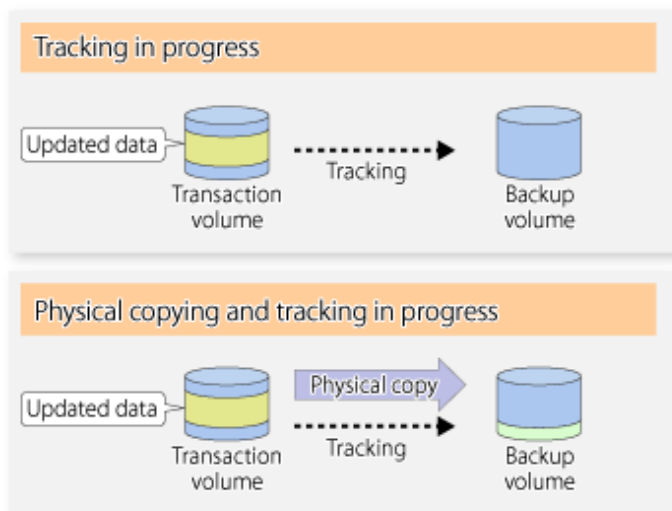 Tracking in progress
Updated data
Tracking
Transaction
volume
Backup
volume
Physical copying and tracking in progress
Physical copy
Updated data
Tracking
Transaction
volume
Backup
volume